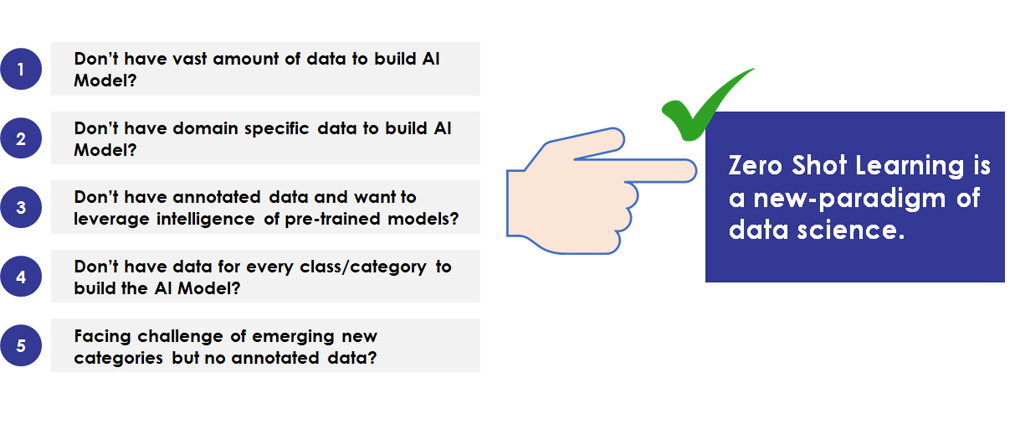 1
Don’t have vast amount of data to build AI
Model?
2
Don’t have domain specific data to build AI
Model?
3
Don’t have annotated data and want to
leverage intelligence of pre-trained models?
4
Don’t have data for every class/category to
build the AI Model?
5
Facing challenge of emerging new
categories but no annotated data?
Zero Shot Learning is
a new-paradigm of
data science.